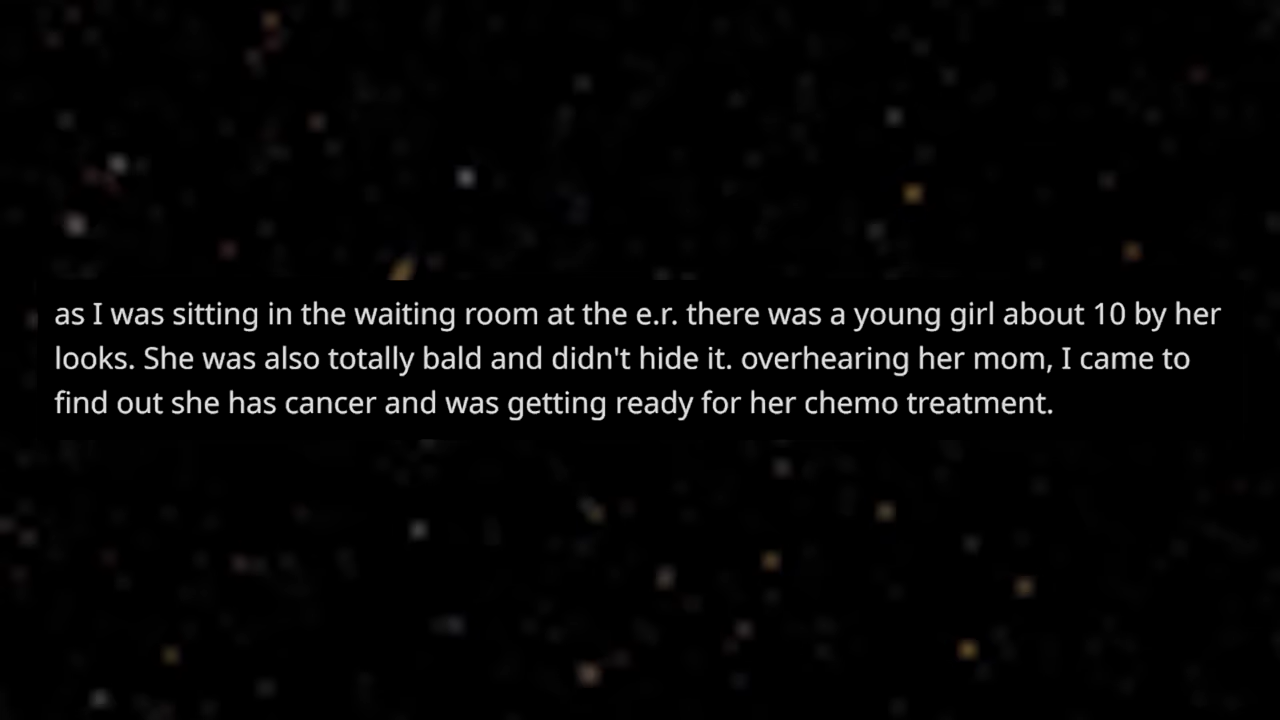 as I was sitting in the waiting room at the e.r. there was a young girl about 10 by her
looks. She was also totally bald and didn't hide it. overhearing her mom, I came to
find out she has cancer and was getting ready for her chemo treatment.